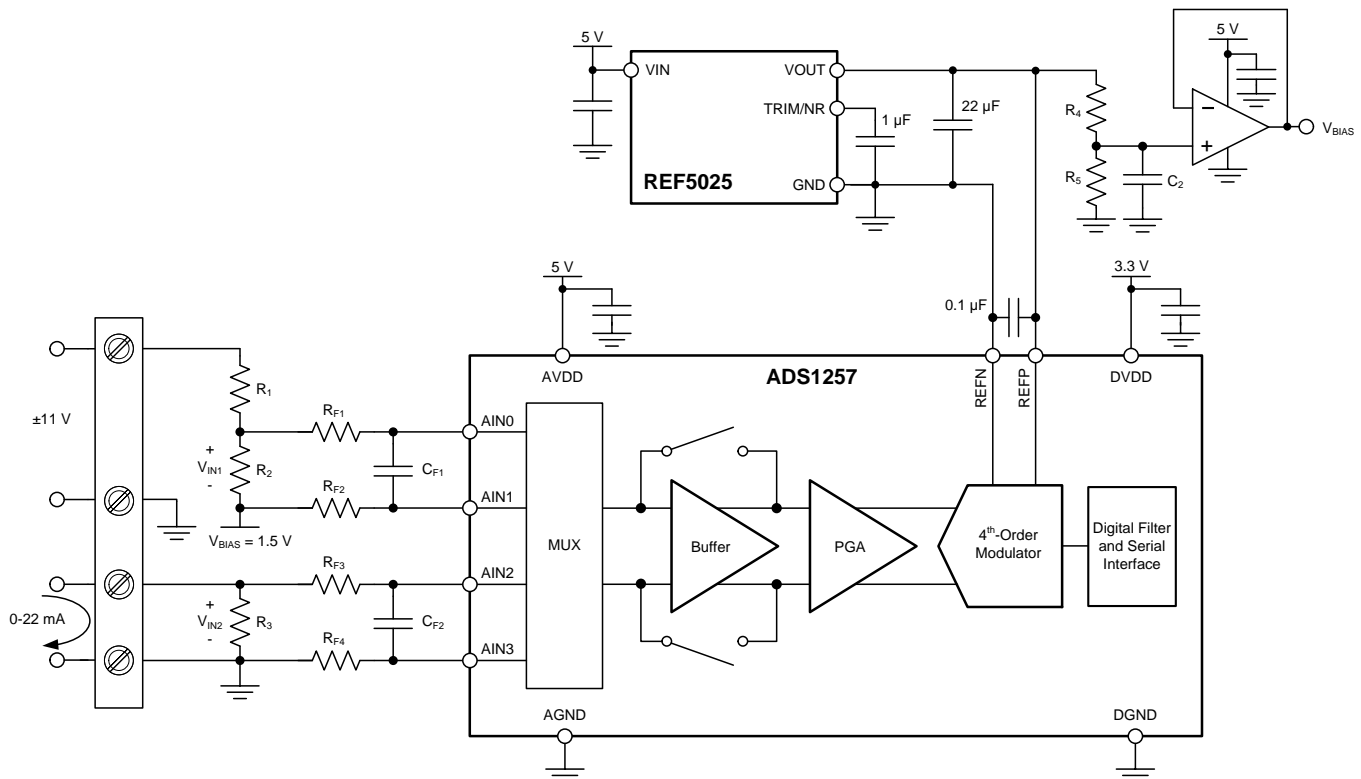 5 V
VIN
VOUT
TRIM/NR
GND
REF5025
1 µF
22 µF
R4
R5
C2
5 V
VBIAS
5 V
0.1 µF
3.3 V
AVDD
ADS1257
REFN
REFP
DVDD
±11 V
R1
+
VIN1
-
R2
VBIAS = 1.5 V
RF1
CF1
RF2
AIN0
AIN1
0-22 mA
+
VIN2
-
R3
RF3
CF2
RF4
AIN2
AIN3
MUX
Buffer
PGA
4th-Order
Modulator
Digital Filter
and Serial
Interface
AGND
DGND
−
+